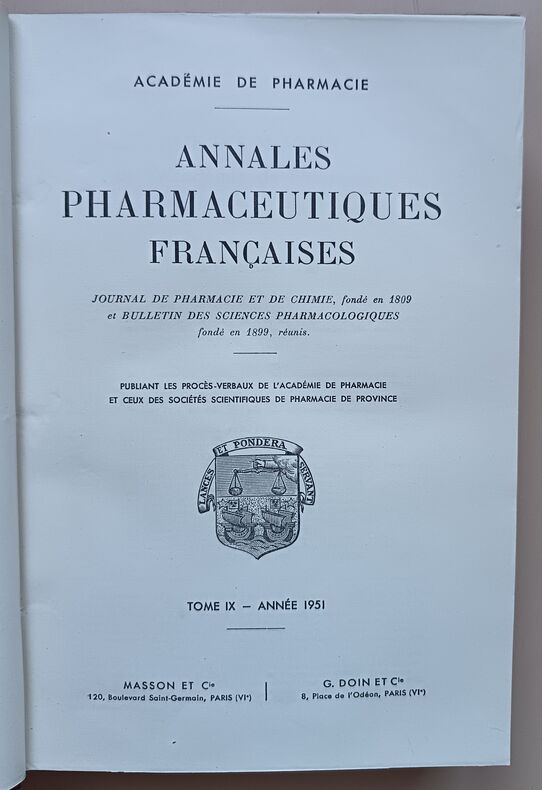 ACADÉMIE DE PHARMACIE
ANNALES
PHARMACEUTIQUES
FRANÇAISES
JOURNAL DE PHARMACIE ET DE CHIMIE, fondé en 1809
et BULLETIN DES SCIENCES PHARMACOLOGIQUES
fondé en 1899, réunis.
PUBLIANT LES PROCÈS-VERBAUX DE L'ACADÉMIE DE PHARMACIE
ET CEUX DES SOCIÉTÉS SCIENTIFIQUES DE PHARMACIE DE PROVINCE
LANCES ET PONDERA SERVANT
TOME IX – ANNÉE 1951
MASSON ET Cie
120, Boulevard Saint-Germain, PARIS (VIe)
G. DOIN ET Cie
8, Place de l'Odéon, PARIS (VIe)